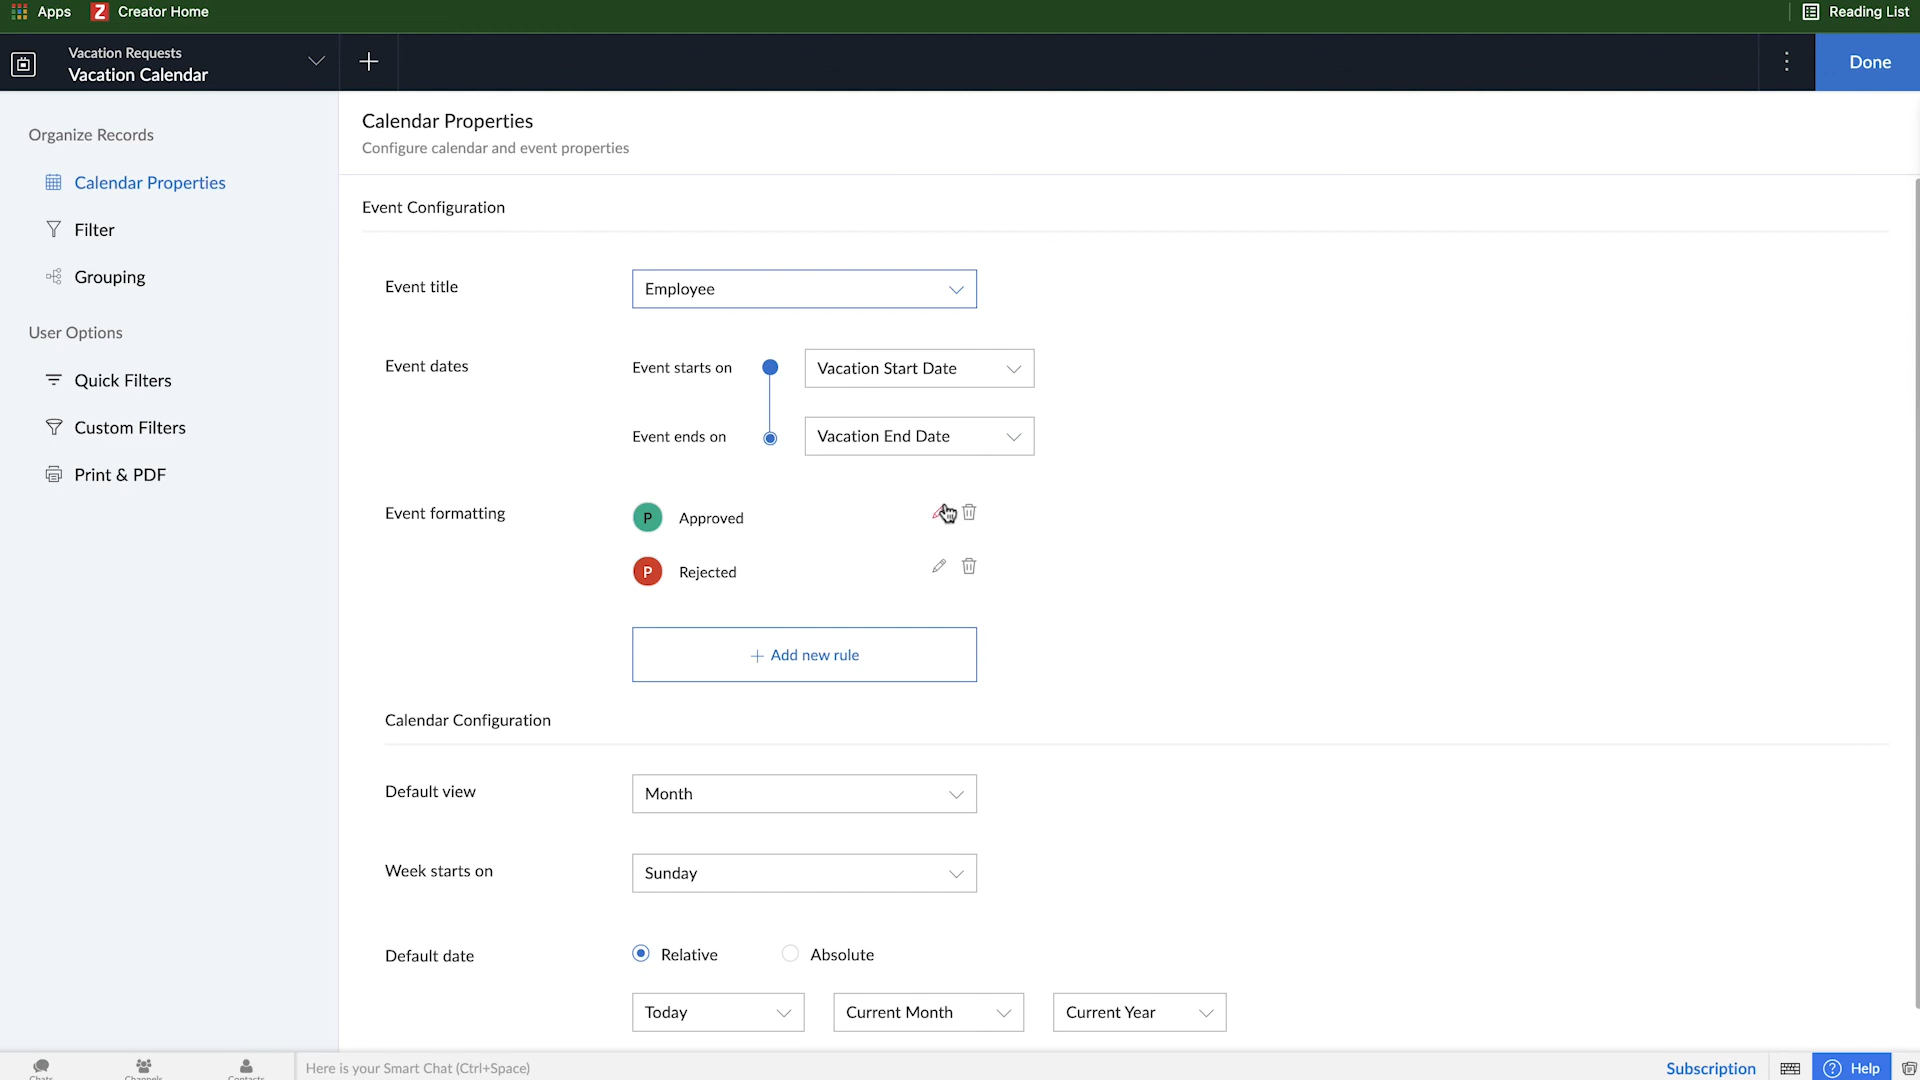 Apps
Z
Creator Home
Reading List
Vacation Requests
Vacation Calendar
Done
Organize Records
Calendar Properties
Filter
Grouping
User Options
Quick Filters
Custom Filters
Print & PDF
Calendar Properties
Configure calendar and event properties
Event Configuration
Event title
Employee
Event dates
Event starts on
Vacation Start Date
Event ends on
Vacation End Date
Event formatting
P
Approved
P
Rejected
Add new rule
Calendar Configuration
Default view
Month
Week starts on
Sunday
Default date
Relative
Absolute
Today
Current Month
Current Year
Chats
Channels
Contacts
Here is your Smart Chat (Ctrl+Space)
Subscription
? Help